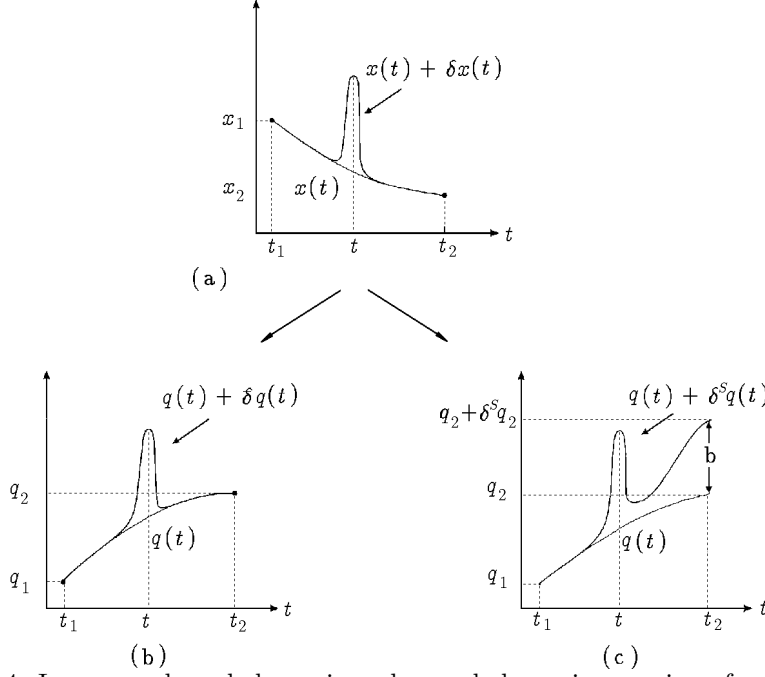 x(t) + δx(t)
x₁
x₂
x(t)
t₁ t t₂ t
(a)
q(t) + δq(t)
q₂
q(t)
q₁
t₁ t t₂ t
(b)
q(t) + δˢq(t)
q₂+δˢq₂
b
q₂
q(t)
q₁
t₁ t t₂ t
(c)